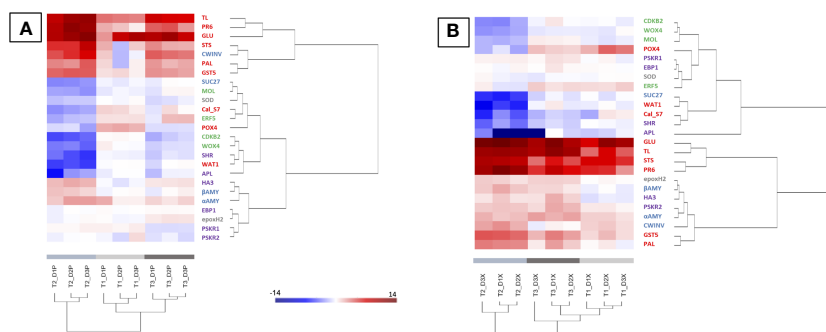 A
TL
PR6
GLU
STS
CWINV
PAL
GST5
SUC27
MOL
SOD
Cal_S7
ERF5
POX4
CDKB2
WOX4
SHR
WAT1
APL
HA3
βAMY
αAMY
EBP1
epoxH2
PSKR1
PSKR2
T2_D1P
T2_D2P
T2_D3P
T1_D1P
T1_D2P
T1_D3P
T3_D1P
T3_D2P
T3_D3P
-14
14
B
CDKB2
WOX4
MOL
POX4
PSKR1
EBP1
SOD
ERF5
SUC27
WAT1
Cal_S7
SHR
APL
GLU
TL
STS
PR6
epoxH2
βAMY
HA3
PSKR2
αAMY
CWINV
GST5
PAL
T2_D3X
T2_D1X
T2_D2X
T3_D3X
T3_D1X
T3_D2X
T1_D1X
T1_D2X
T1_D3X